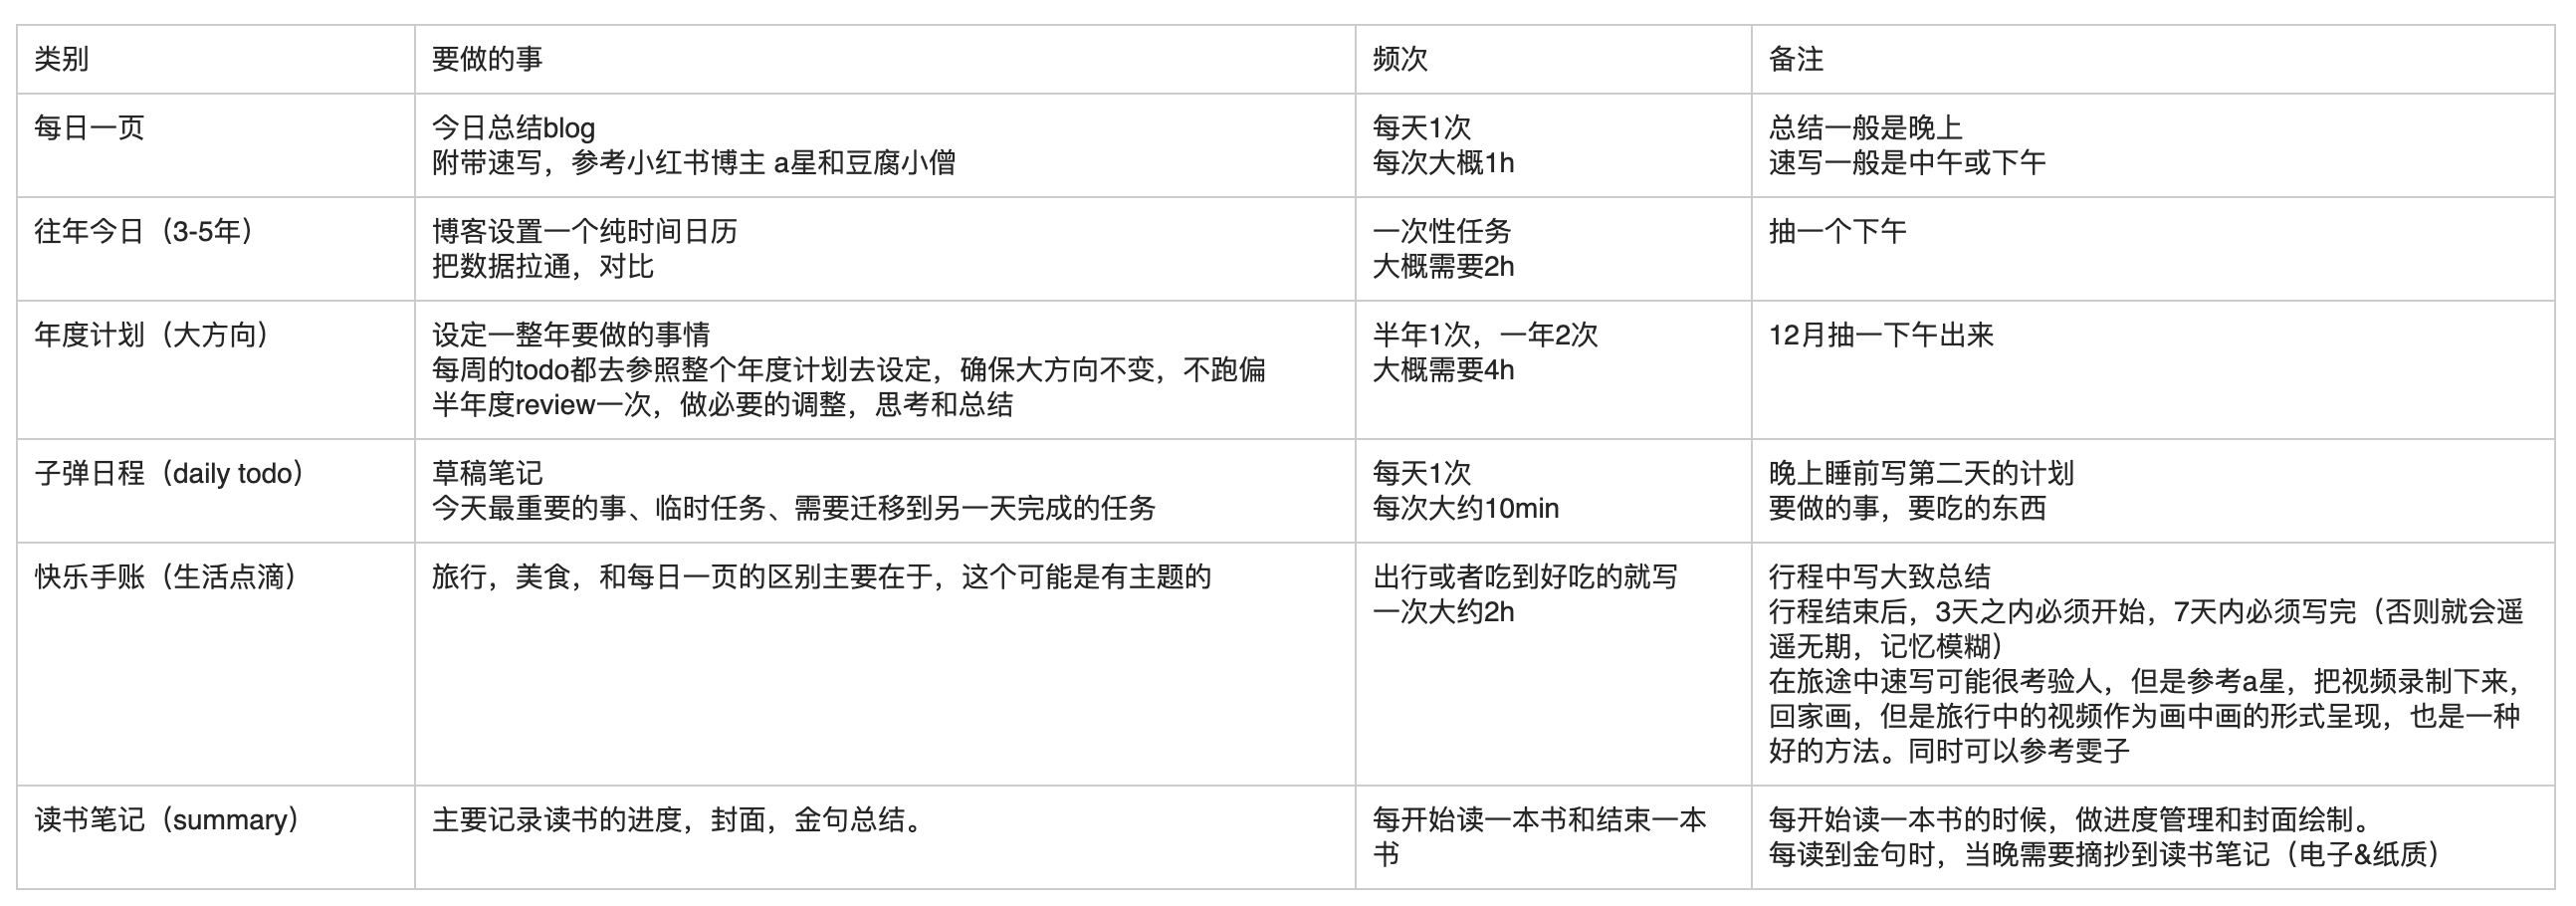 类别
要做的事
频次
备注
每日一页
今日总结blog
附带速写，参考小红书博主 a星和豆腐小僧
每天1次
每次大概1h
总结一般是晚上
速写一般是中午或下午
往年今日（3-5年）
博客设置一个纯时间日历
把数据拉通，对比
一次性任务
大概需要2h
抽一个下午
年度计划（大方向）
设定一整年要做的事情
每周的todo都去参照整个年度计划去设定，确保大方向不变，不跑偏
半年度review一次，做必要的调整，思考和总结
半年1次，一年2次
大概需要4h
12月抽一下午出来
子弹日程（daily todo）
草稿笔记
今天最重要的事、临时任务、需要迁移到另一天完成的任务
每天1次
每次大约10min
晚上睡前写第二天的计划
要做的事，要吃的东西
快乐手账（生活点滴）
旅行，美食，和每日一页的区别主要在于，这个可能是有主题的
出行或者吃到好吃的就写
一次大约2h
行程中写大致总结
行程结束后，3天之内必须开始，7天内必须写完（否则就会遥
遥无期，记忆模糊）
在旅途中速写可能很考验人，但是参考a星，把视频录制下来，
回家画，但是旅行中的视频作为画中画的形式呈现，也是一种
好的方法。同时可以参考雯子
读书笔记（summary）
主要记录读书的进度，封面，金句总结。
每开始读一本书和结束一本
书
每开始读一本书的时候，做进度管理和封面绘制。
每读到金句时，当晚需要摘抄到读书笔记（电子&纸质）